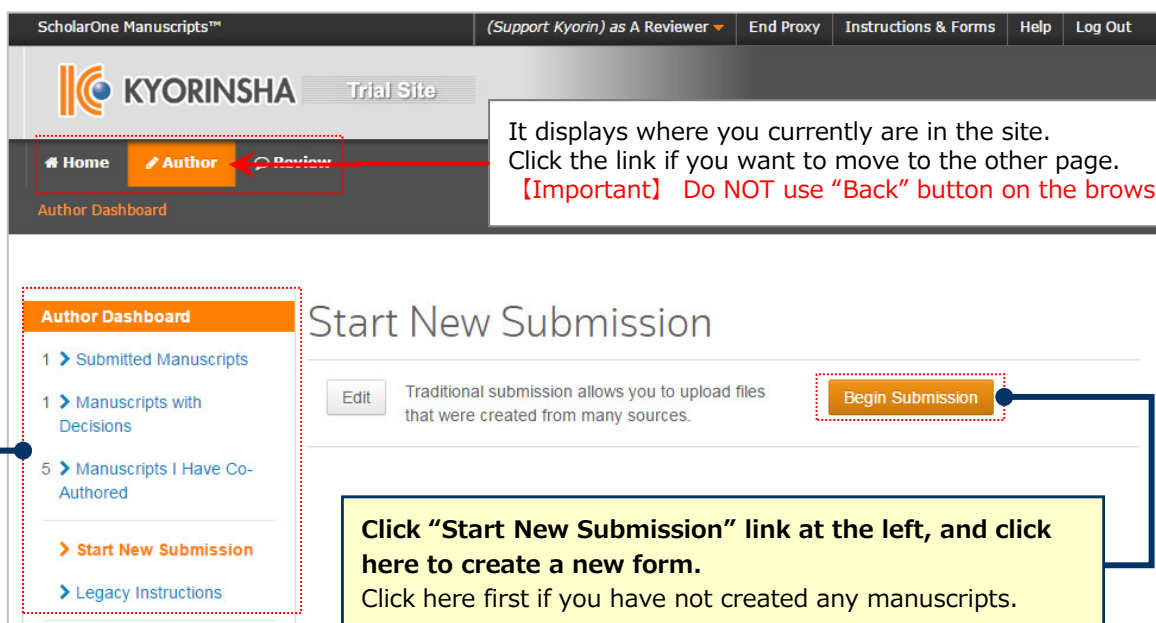 ScholarOne Manuscripts™
(Support Kyorin) as A Reviewer End Proxy Instructions & Forms Help Log Out
KYORINSHA Trial Site
It displays where you currently are in the site.
Click the link if you want to move to the other page.
【Important】 Do NOT use “Back” button on the brows
Home Author Review
Author Dashboard
Author Dashboard
1 Submitted Manuscripts
1 Manuscripts with
Decisions
5 Manuscripts I Have Co-
Authored
Start New Submission
Legacy Instructions
Start New Submission
Edit
Traditional submission allows you to upload files
that were created from many sources.
Begin Submission
Click “Start New Submission” link at the left, and click
here to create a new form.
Click here first if you have not created any manuscripts.